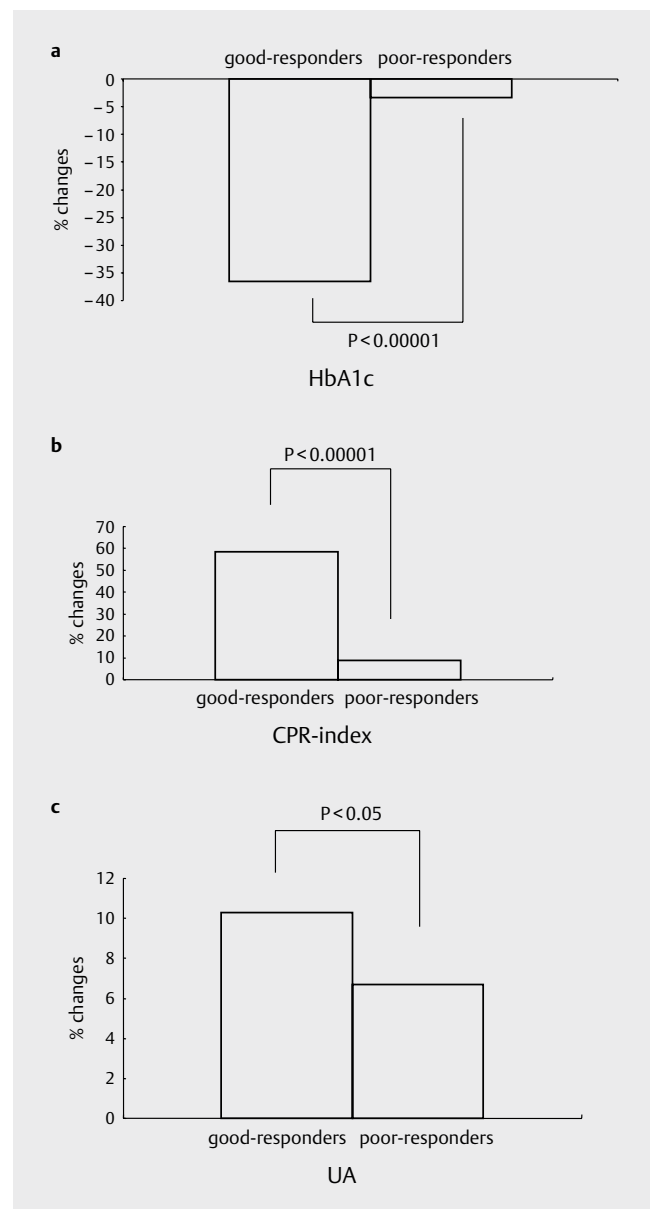 a
good-responders poor-responders
0
–5
–10
–15
–20
–25
–30
–35
–40
% changes
P<0.00001
HbA1c
b
P<0.00001
70
60
50
40
30
20
10
0
% changes
good-responders poor-responders
CPR-index
c
P<0.05
12
10
8
6
4
2
0
% changes
good-responders poor-responders
UA